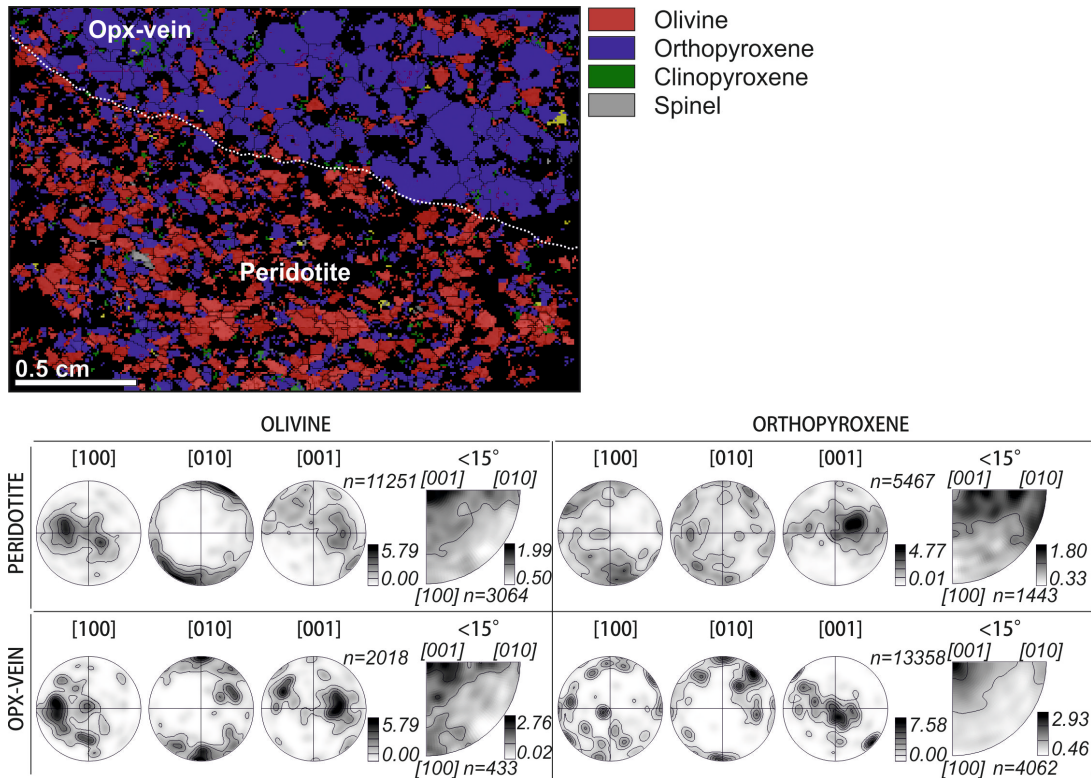 Opx-vein
Peridotite
0.5 cm
Olivine
Orthopyroxene
Clinopyroxene
Spinel
OLIVINE ORTHOPYROXENE
PERIDOTITE
[100] [010] [001] <15° [100] [010] [001] <15°
n=11251 [001] [010] n=5467 [001] [010]
5.79 1.99 4.77 1.80
0.00 0.50 0.01 0.33
[100] n=3064 [100] n=1443
OPX-VEIN
[100] [010] [001] <15° [100] [010] [001] <15°
n=2018 [001] [010] n=13358 [001] [010]
5.79 2.76 7.58 2.93
0.00 0.02 0.00 0.46
[100] n=433 [100] n=4062